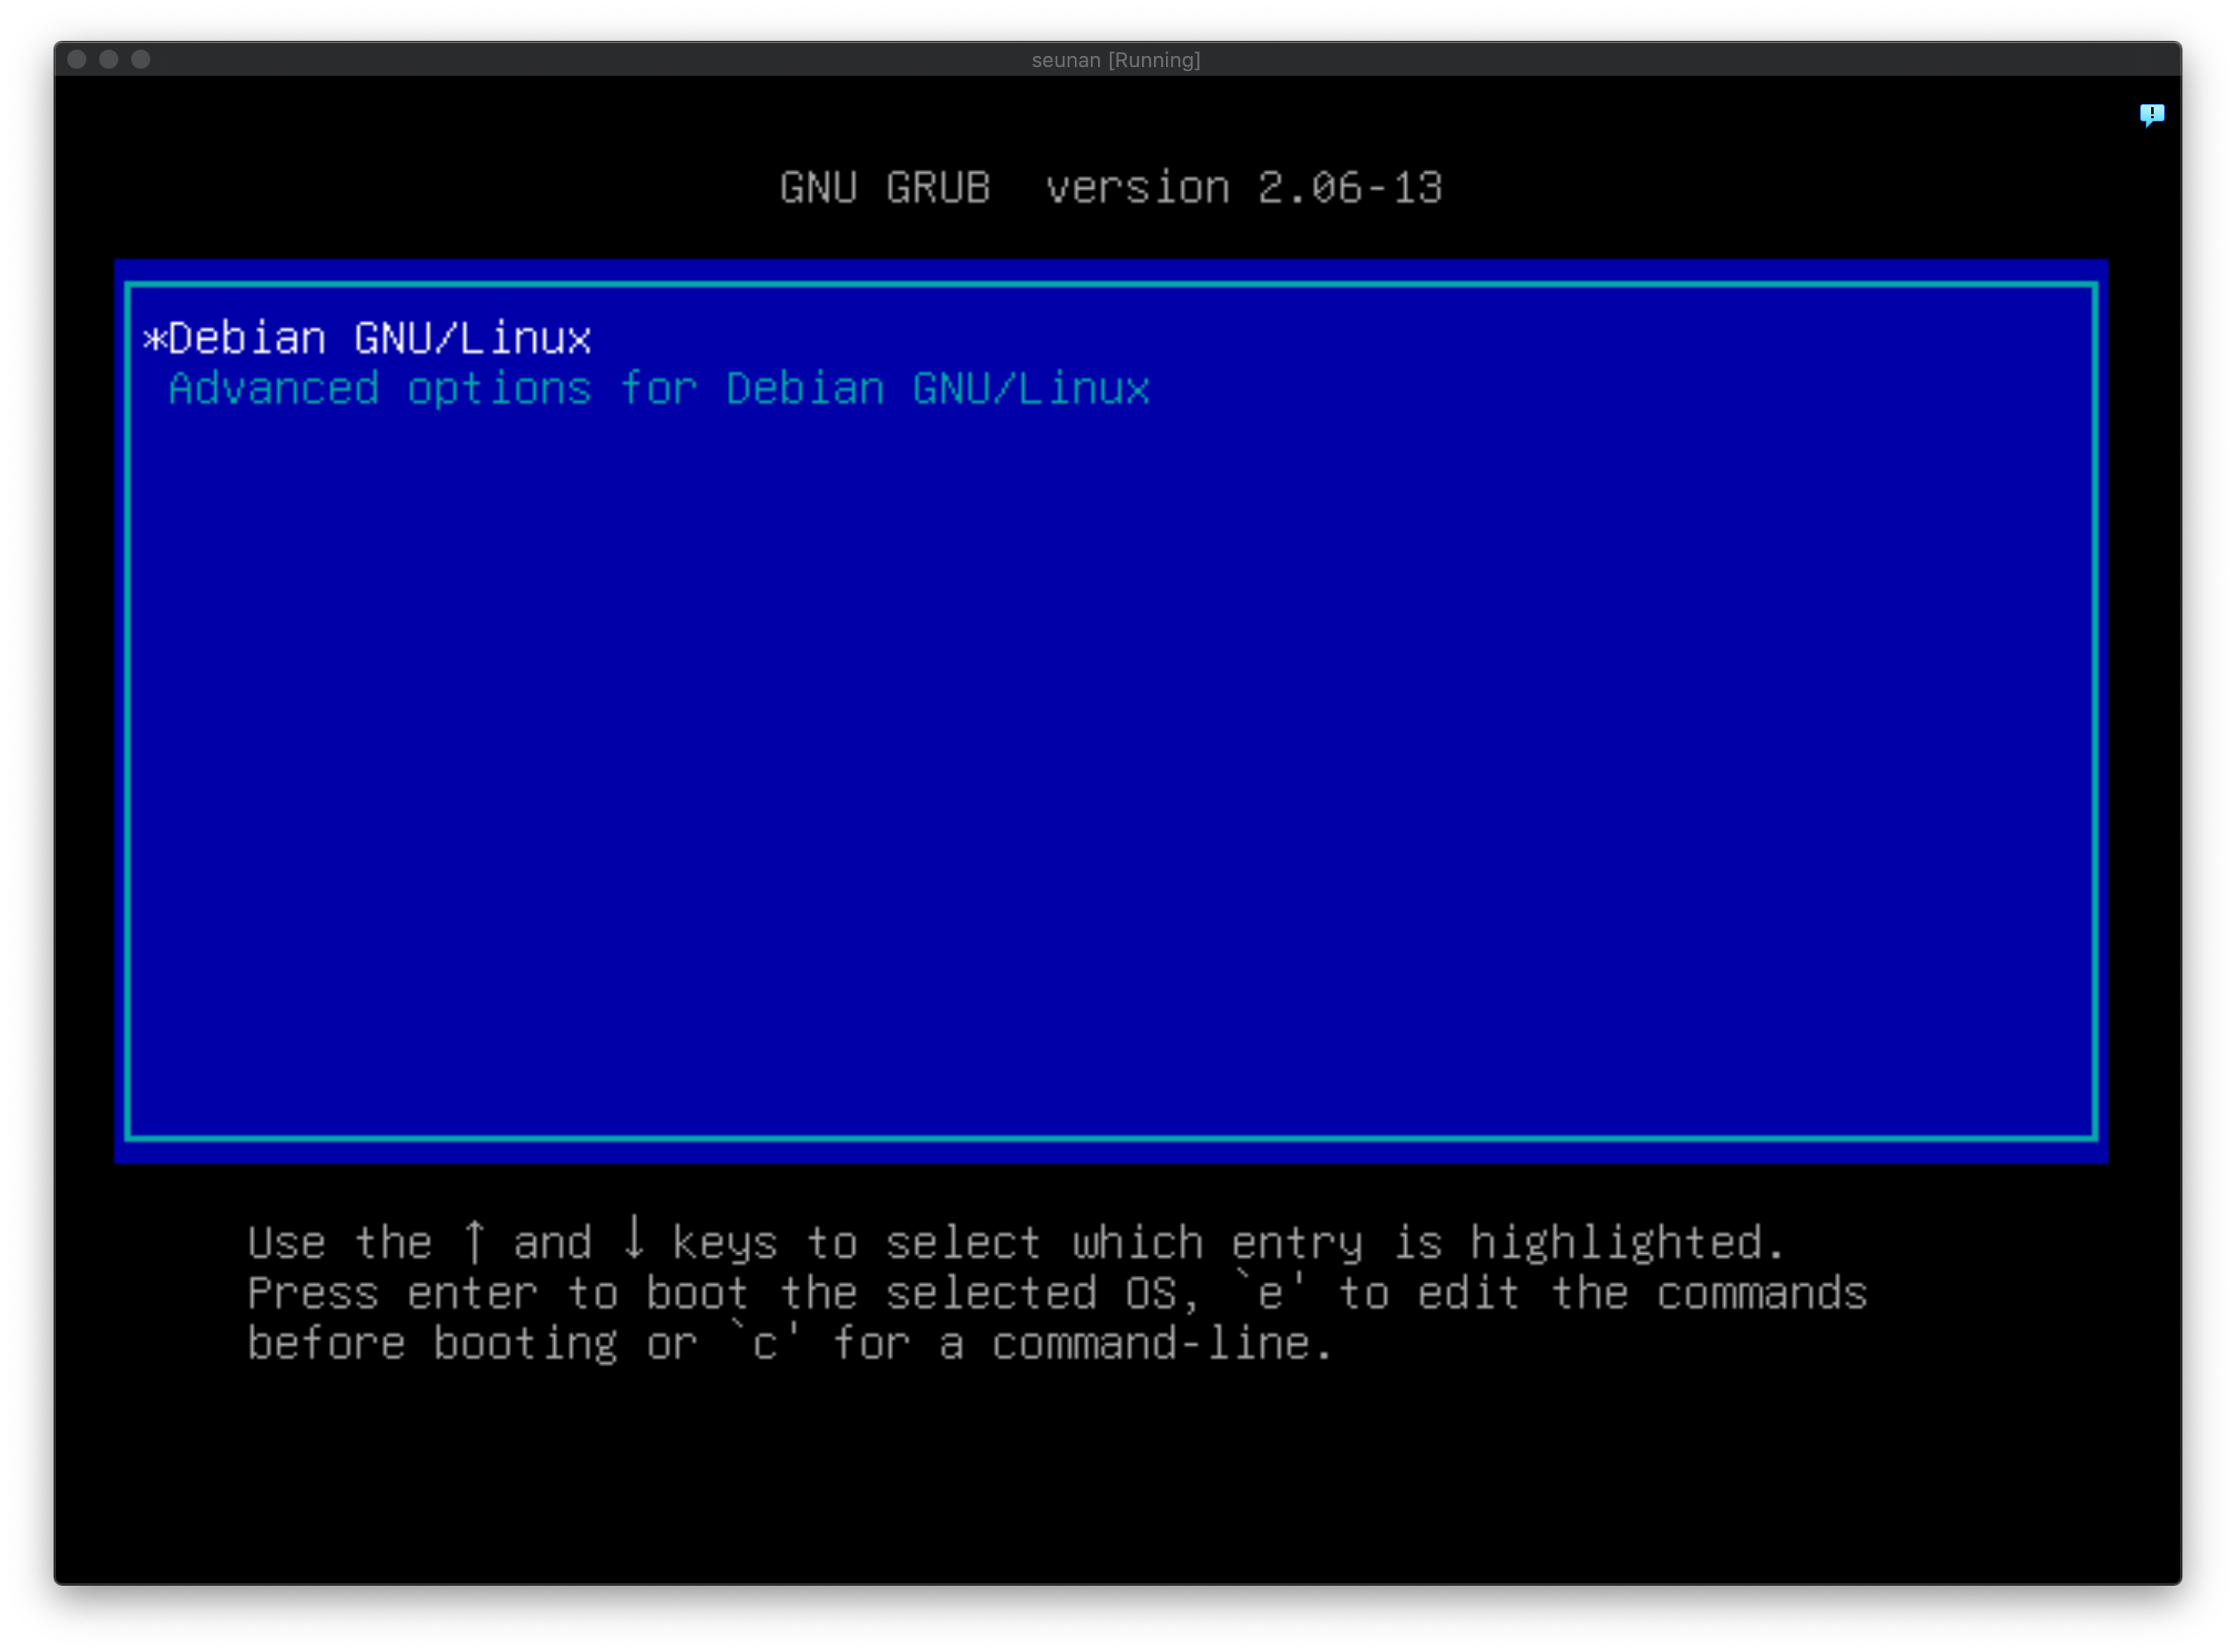 seunan [Running]
GNU GRUB  version 2.06-13
*Debian GNU/Linux
 Advanced options for Debian GNU/Linux
Use the ↑ and ↓ keys to select which entry is highlighted.
Press enter to boot the selected OS, `e' to edit the commands
before booting or `c' for a command-line.